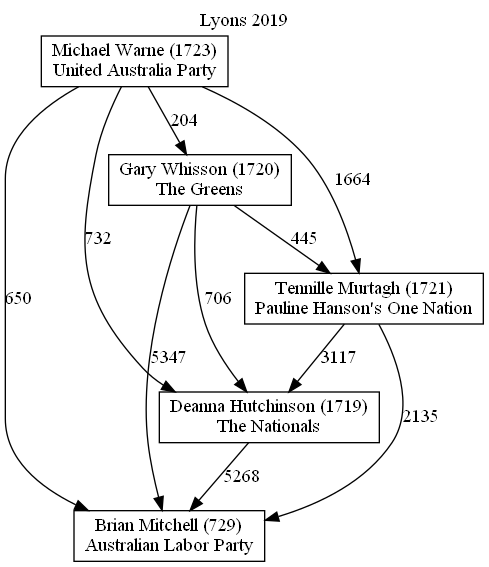 Lyons 2019
Michael Warne (1723)
United Australia Party
204
Gary Whisson (1720)
The Greens
1664
732
445
Tennille Murtagh (1721)
Pauline Hanson's One Nation
650
706
5347
3117
Deanna Hutchinson (1719)
The Nationals
2135
5268
Brian Mitchell (729)
Australian Labor Party